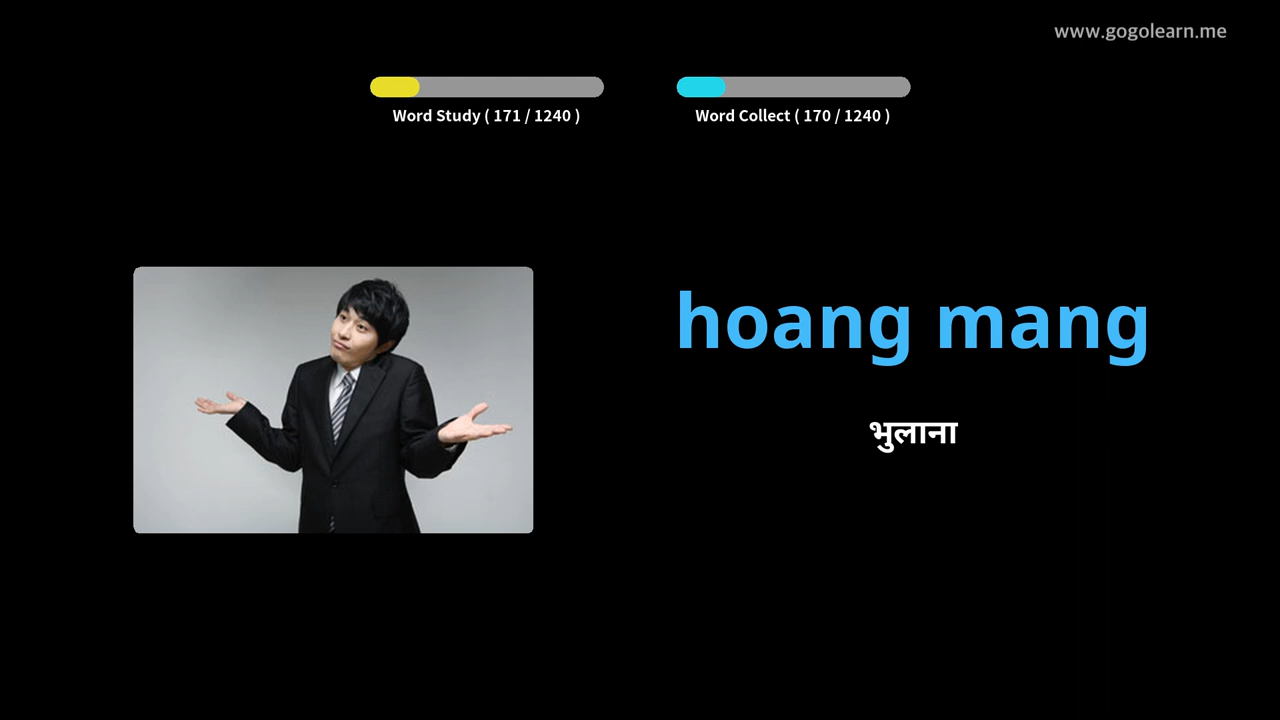 www.gogolearn.me
Word Study ( 171 / 1240 )
Word Collect ( 170 / 1240 )
hoang mang
भुलाना